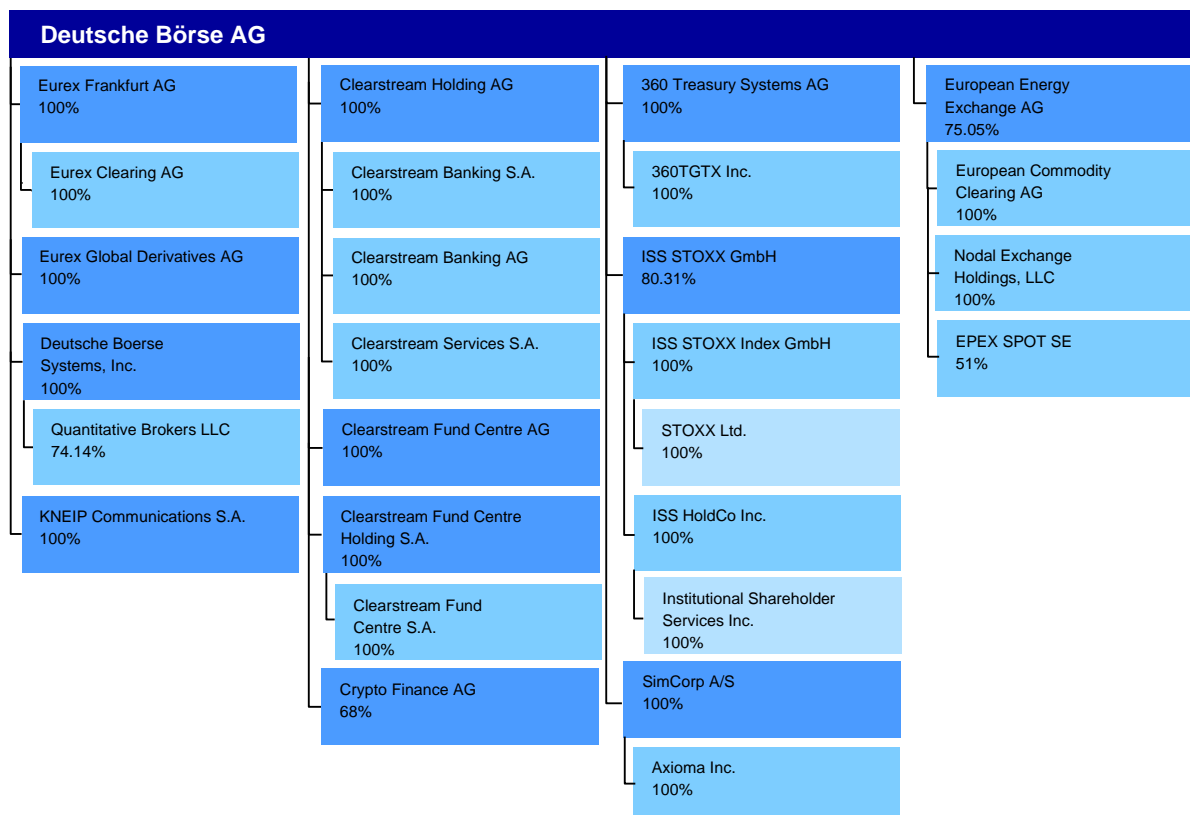 Deutsche Börse AG
Eurex Frankfurt AG
100%
Eurex Clearing AG
100%
Eurex Global Derivatives AG
100%
Deutsche Boerse
Systems, Inc.
100%
Quantitative Brokers LLC
74.14%
KNEIP Communications S.A.
100%
Clearstream Holding AG
100%
Clearstream Banking S.A.
100%
Clearstream Banking AG
100%
Clearstream Services S.A.
100%
Clearstream Fund Centre AG
100%
Clearstream Fund Centre
Holding S.A.
100%
Clearstream Fund
Centre S.A.
100%
Crypto Finance AG
68%
360 Treasury Systems AG
100%
360TGTX Inc.
100%
ISS STOXX GmbH
80.31%
ISS STOXX Index GmbH
100%
STOXX Ltd.
100%
ISS HoldCo Inc.
100%
Institutional Shareholder
Services Inc.
100%
SimCorp A/S
100%
Axioma Inc.
100%
European Energy
Exchange AG
75.05%
European Commodity
Clearing AG
100%
Nodal Exchange
Holdings, LLC
100%
EPEX SPOT SE
51%